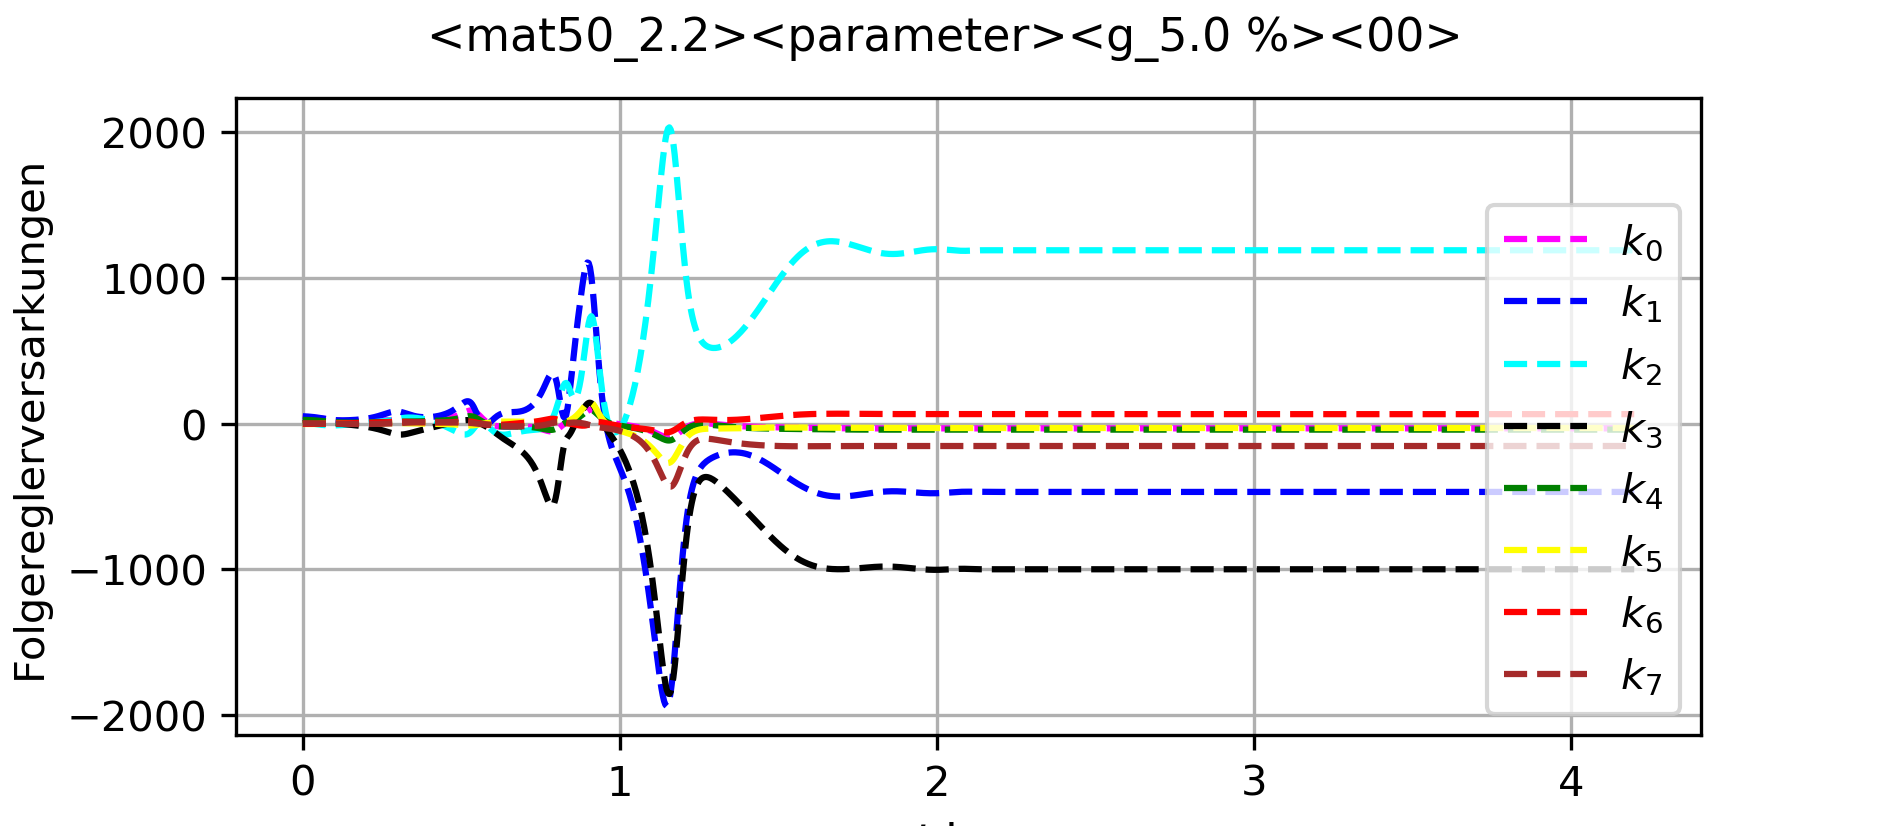 <mat50_2.2><parameter><g_5.0 %><00>
Folgereglerversarkungen
2000
1000
0
−1000
−2000
0 1 2 3 4
k0
k1
k2
k3
k4
k5
k6
k7